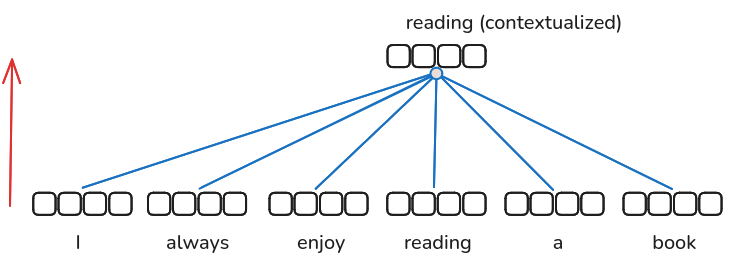 reading (contextualized)
I always enjoy reading a book